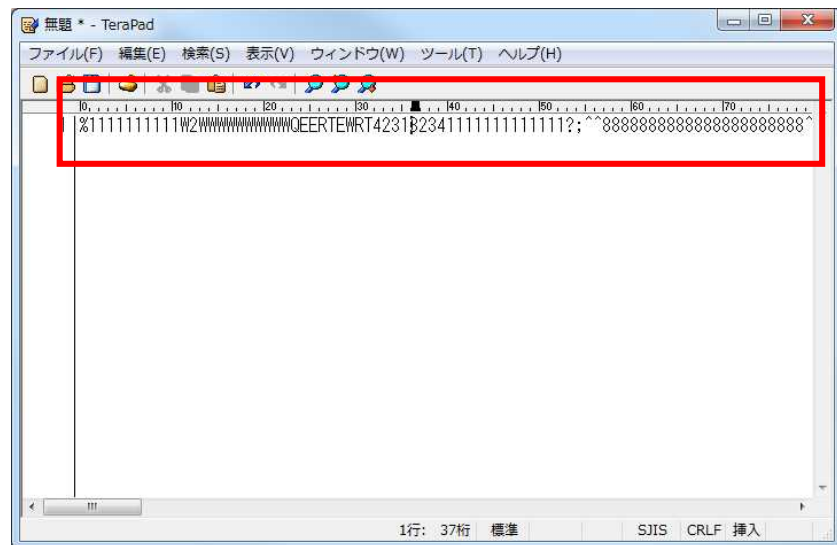 無題 * - TeraPad
ファイル(F) 編集(E) 検索(S) 表示(V) ウィンドウ(W) ツール(T) ヘルプ(H)
0 10 20 30 40 50 60 70
1 %1111111111W2WWWWWWWWWWQEERTEWRT423132341111111111111?;^^8888888888888888888888^
1行: 37桁 標準 SJIS CRLF 挿入